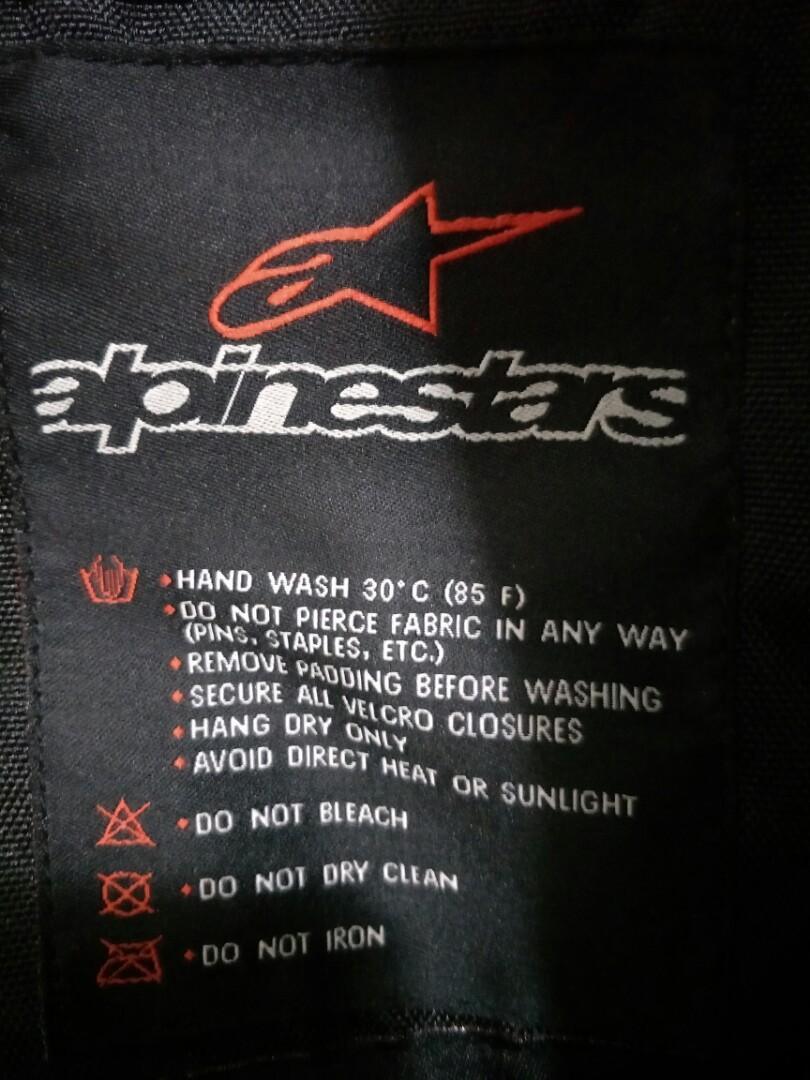 alpinestars
•HAND WASH 30°C (85 F)
•DO NOT PIERCE FABRIC IN ANY WAY
(PINS, STAPLES, ETC.)
•REMOVE PADDING BEFORE WASHING
•SECURE ALL VELCRO CLOSURES
•HANG DRY ONLY
•AVOID DIRECT HEAT OR SUNLIGHT
•DO NOT BLEACH
•DO NOT DRY CLEAN
•DO NOT IRON